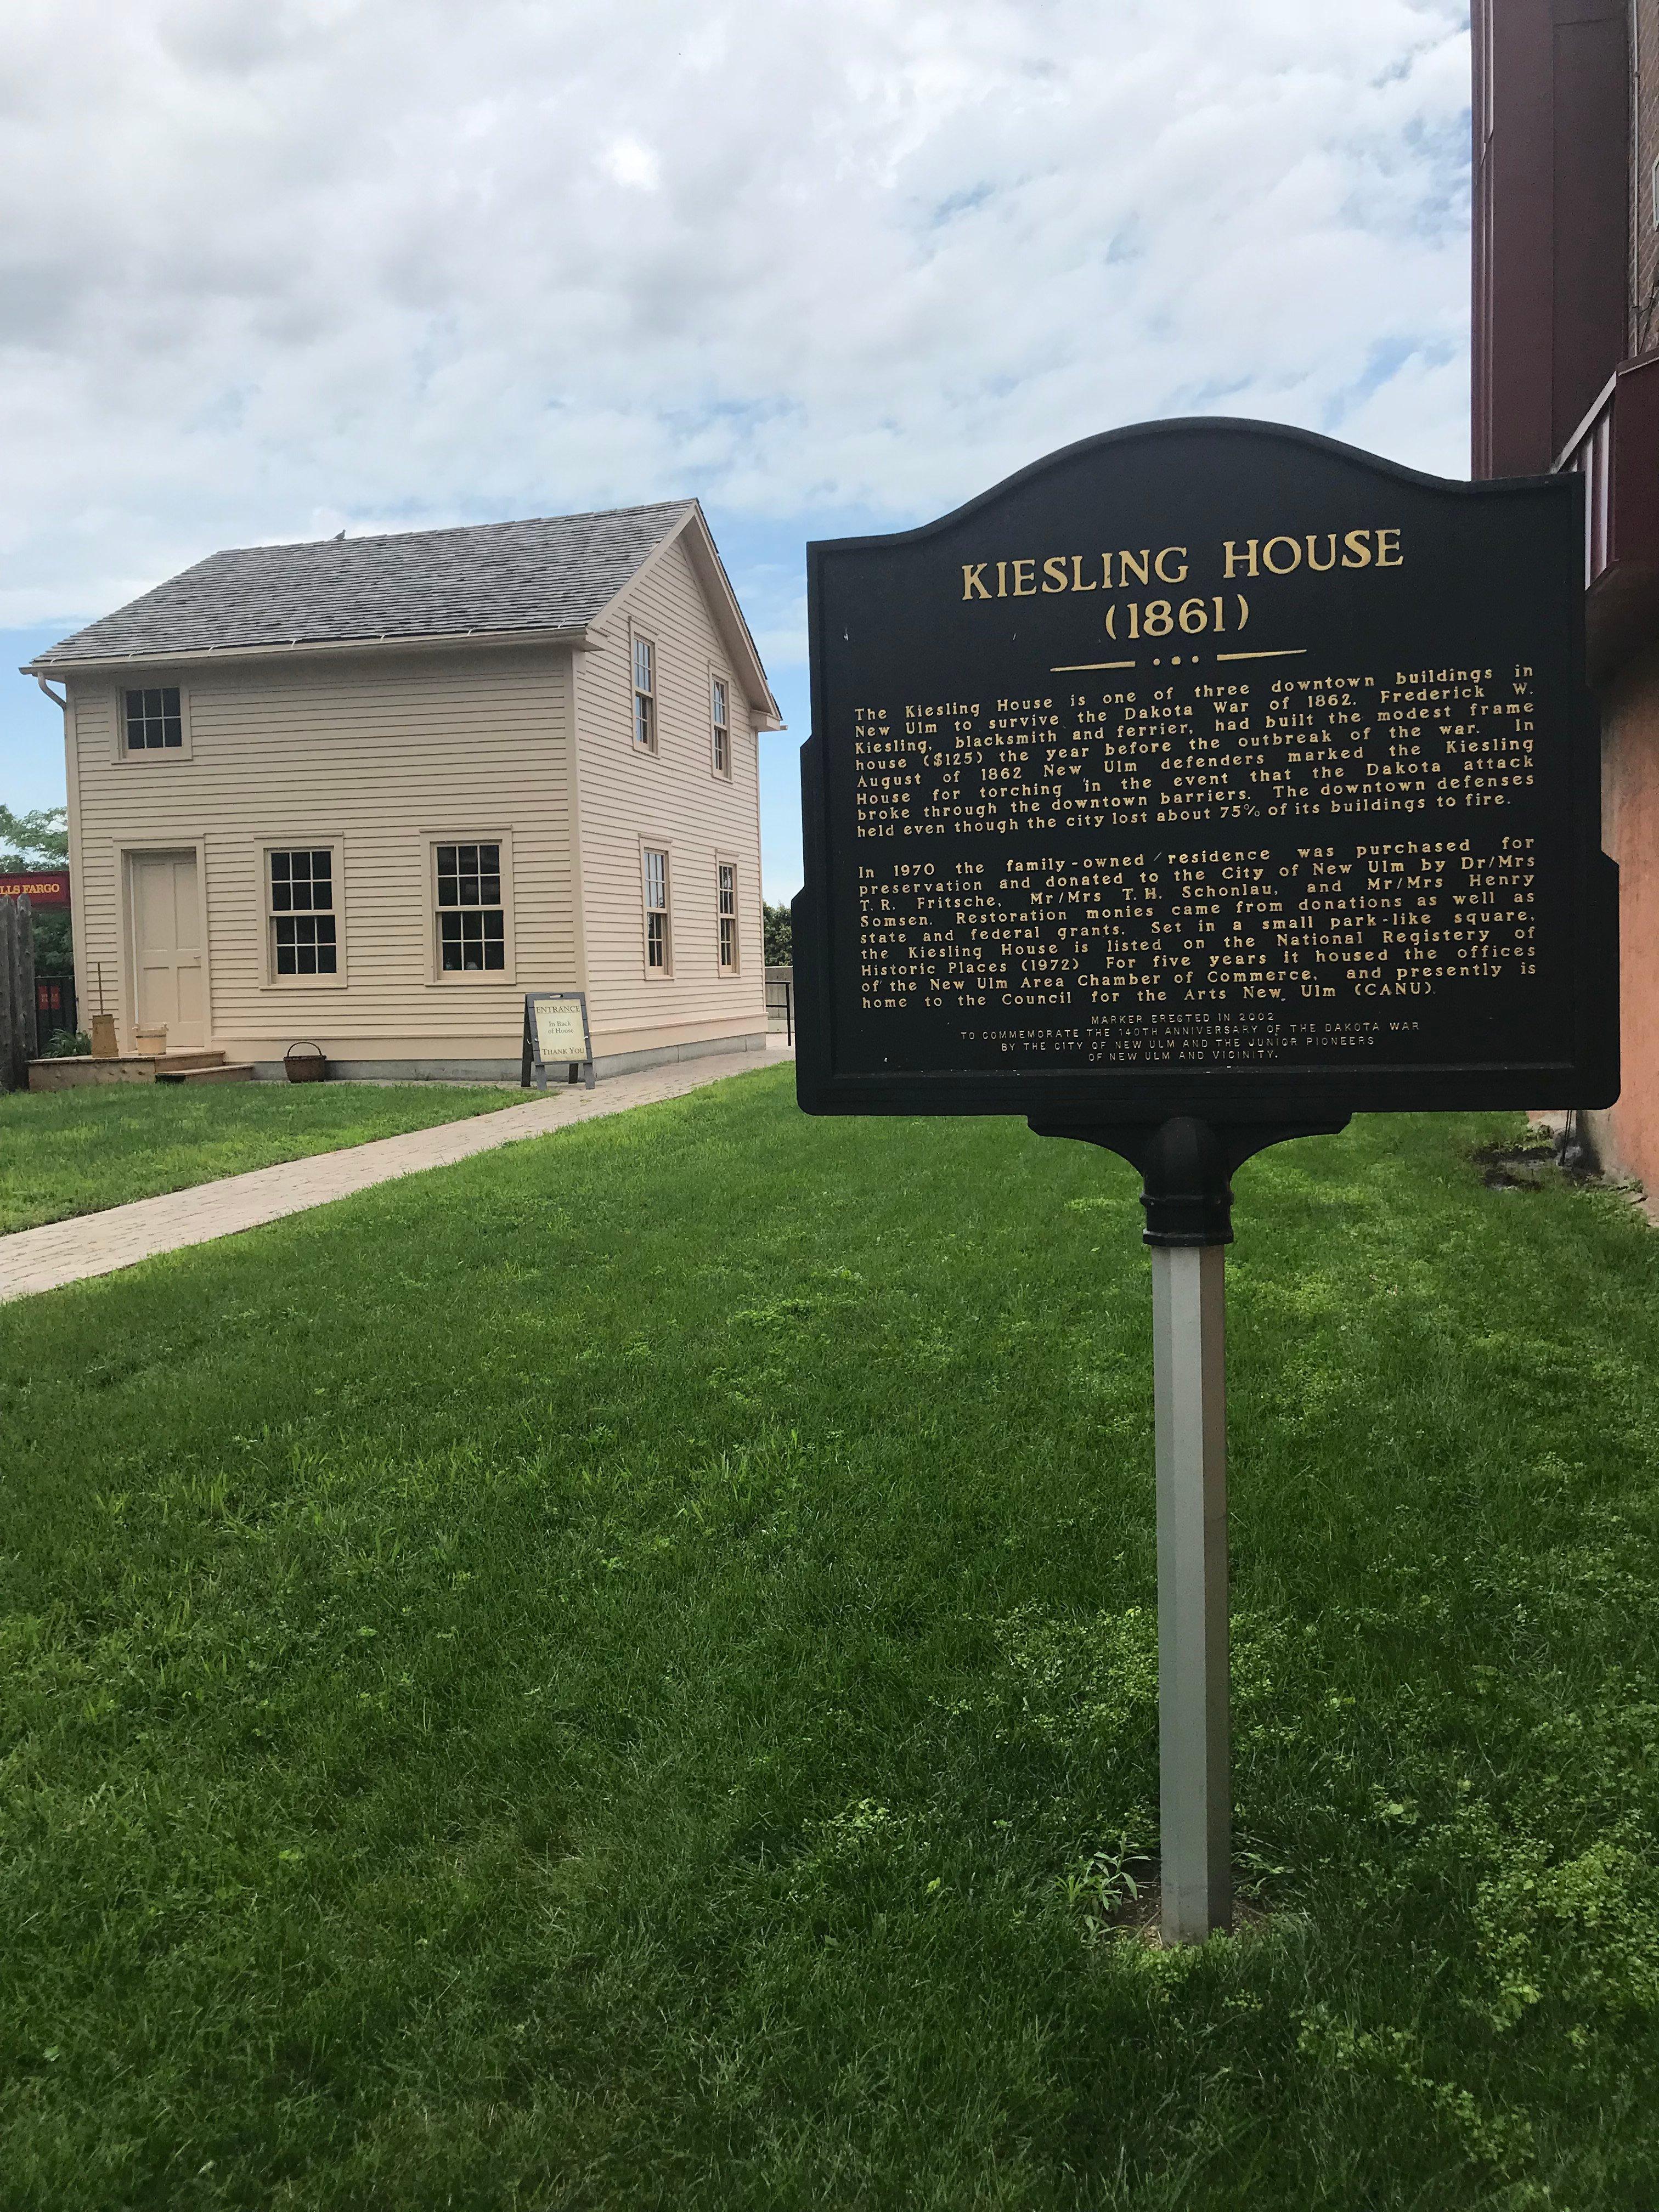 KIESLING HOUSE
(1861)
The Kiesling House is one of three downtown buildings in
New Ulm to survive the Dakota War of 1862. Frederick W.
Kiesling, blacksmith and ferrier, had built the modest frame
house ($125) the year before the outbreak of the war. In
August of 1862 New Ulm defenders marked the Kiesling
House for torching in the event that the Dakota attack
broke through the downtown barriers. The downtown defenses
held even though the city lost about 75% of its buildings to fire.
In 1970 the family-owned residence was purchased for
preservation and donated to the City of New Ulm by Dr/Mrs
T.R. Fritsche, Mr/Mrs T.H. Schonlau, and Mr/Mrs Henry
Somsen. Restoration monies came from donations as well as
state and federal grants. Set in a small park-like square,
the Kiesling House is listed on the National Registery of
Historic Places (1972) For five years it housed the offices
of the New Ulm Area Chamber of Commerce, and presently is
home to the Council for the Arts New Ulm (CANU).
MARKER ERECTED IN 2002
TO COMMEMORATE THE 140TH ANNIVERSARY OF THE DAKOTA WAR
BY THE CITY OF NEW ULM AND THE JUNIOR PIONEERS
OF NEW ULM AND VICINITY.
LLS FARGO
ENTRANCE
In Back
of House
THANK YOU